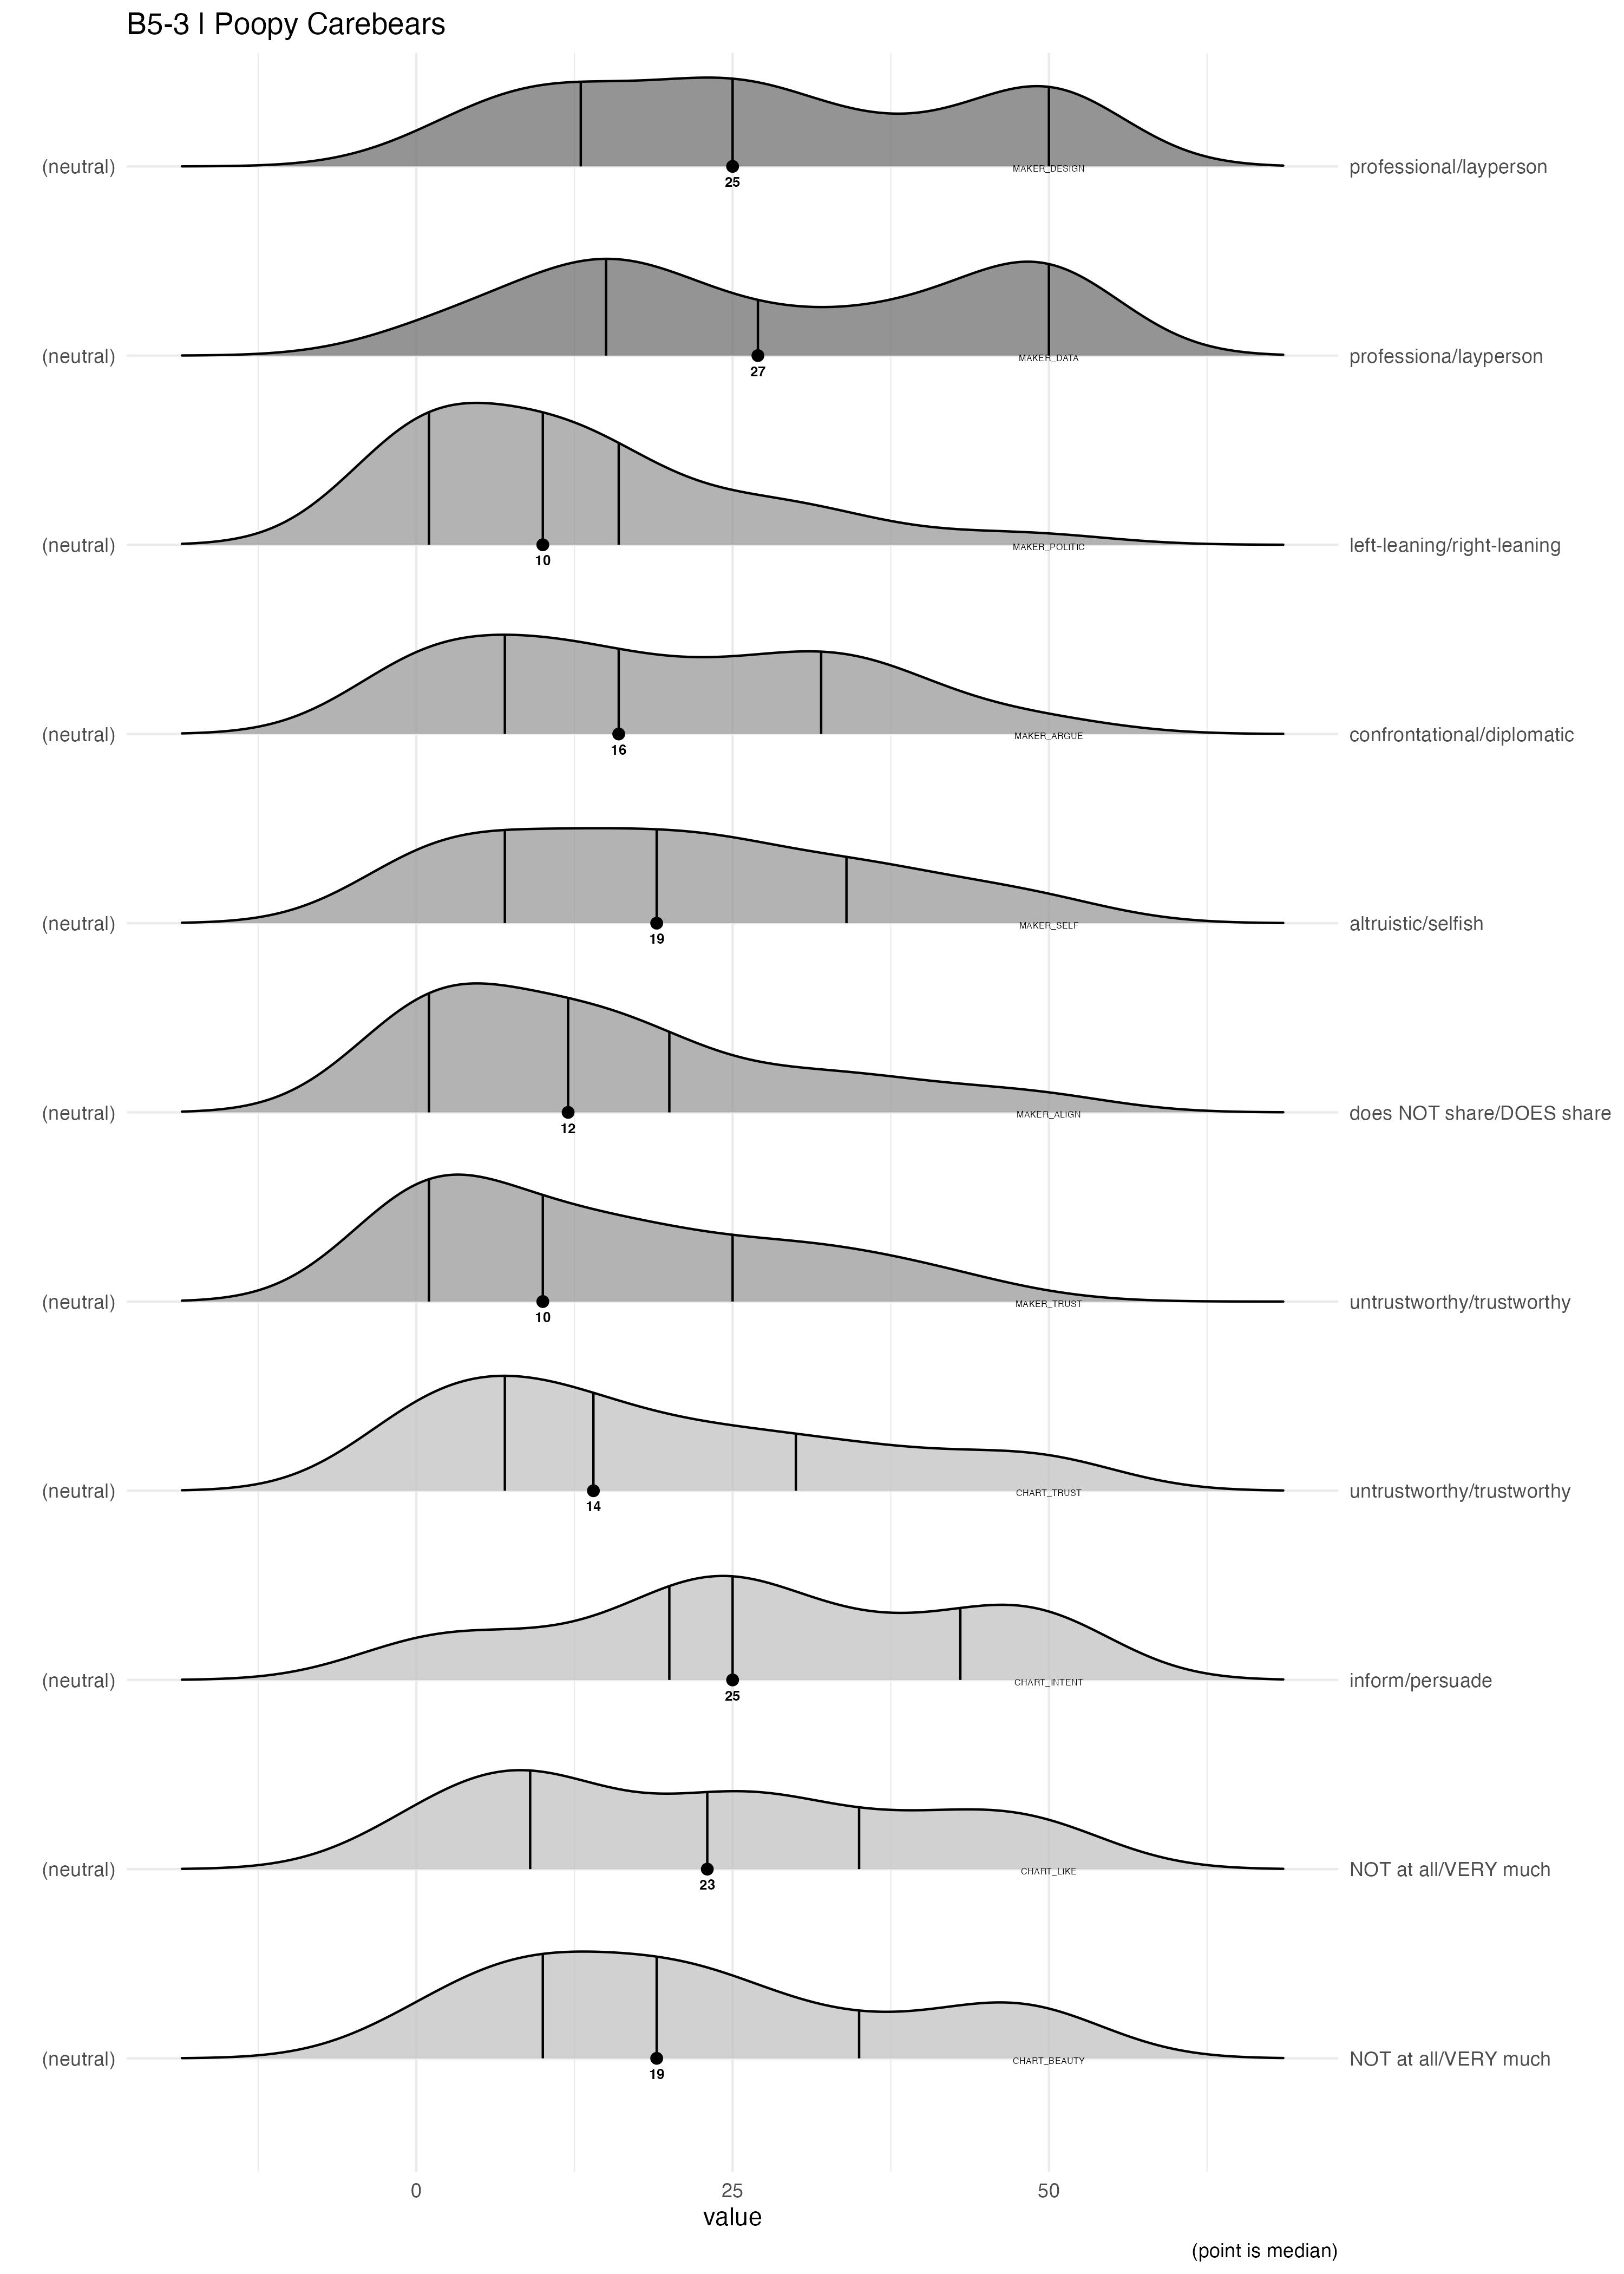 B5-3 | Poopy Carebears
(neutral)
professional/layperson
MAKER_DESIGN
25
(neutral)
professiona/layperson
MAKER_DATA
27
(neutral)
left-leaning/right-leaning
MAKER_POLITIC
10
(neutral)
confrontational/diplomatic
MAKER_ARGUE
16
(neutral)
altruistic/selfish
MAKER_SELF
19
(neutral)
does NOT share/DOES share
MAKER_ALIGN
12
(neutral)
untrustworthy/trustworthy
MAKER_TRUST
10
(neutral)
untrustworthy/trustworthy
CHART_TRUST
14
(neutral)
inform/persuade
CHART_INTENT
25
(neutral)
NOT at all/VERY much
CHART_LIKE
23
(neutral)
NOT at all/VERY much
CHART_BEAUTY
19
0 25 50
value
(point is median)